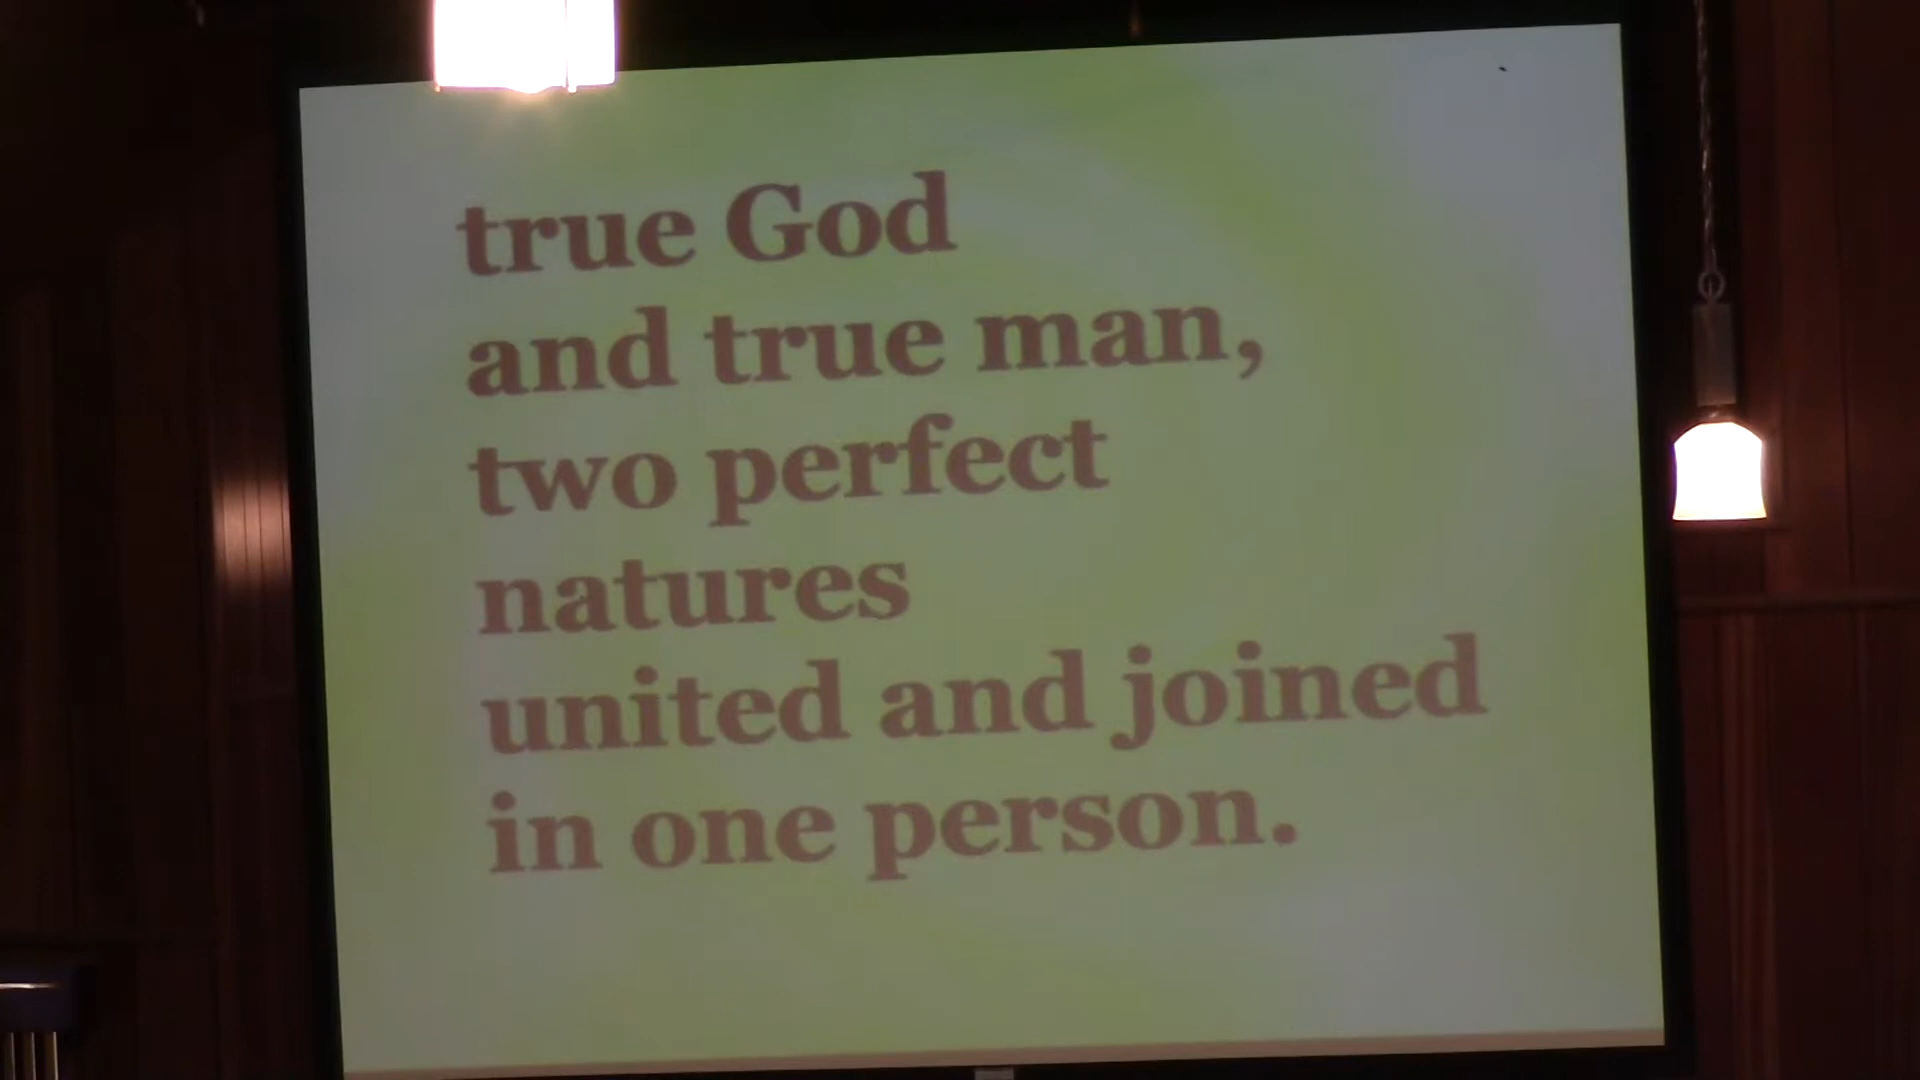 true God
and true man,
two perfect
natures
united and joined
in one person.